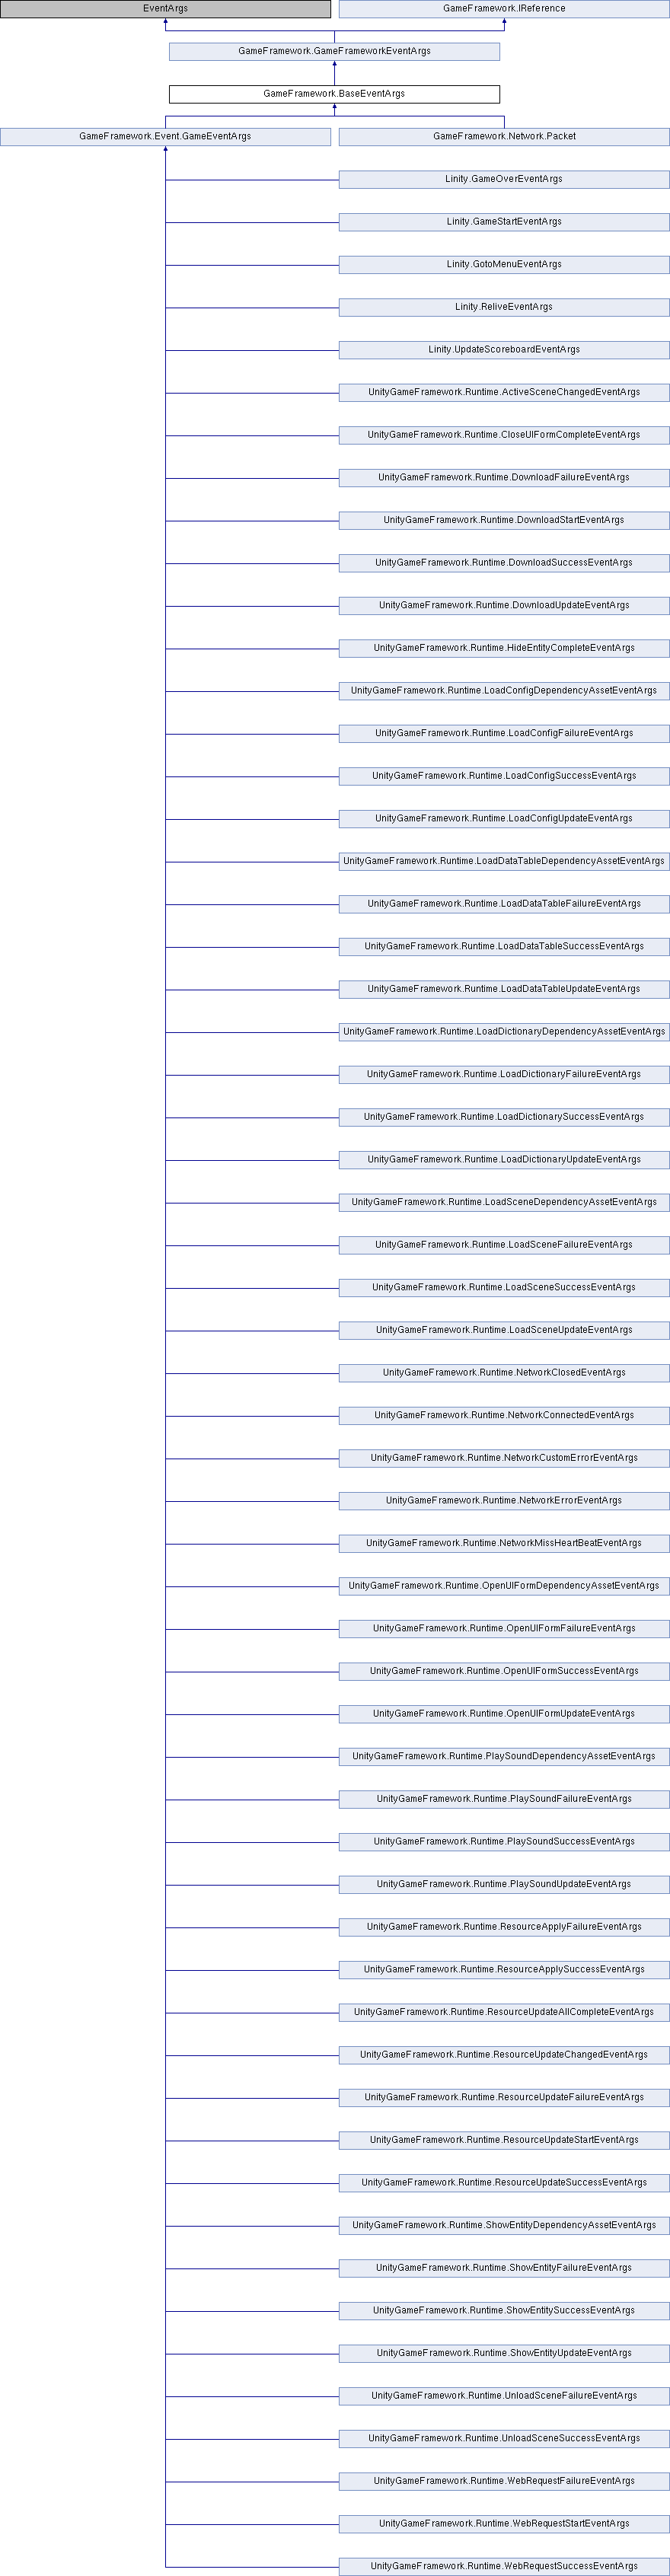 EventArgs
GameFramework.IReference
GameFramework.GameFrameworkEventArgs
GameFramework.BaseEventArgs
GameFramework.Event.GameEventArgs
GameFramework.Network.Packet
Linity.GameOverEventArgs
Linity.GameStartEventArgs
Linity.GotoMenuEventArgs
Linity.ReliveEventArgs
Linity.UpdateScoreboardEventArgs
UnityGameFramework.Runtime.ActiveSceneChangedEventArgs
UnityGameFramework.Runtime.CloseUIFormCompleteEventArgs
UnityGameFramework.Runtime.DownloadFailureEventArgs
UnityGameFramework.Runtime.DownloadStartEventArgs
UnityGameFramework.Runtime.DownloadSuccessEventArgs
UnityGameFramework.Runtime.DownloadUpdateEventArgs
UnityGameFramework.Runtime.HideEntityCompleteEventArgs
UnityGameFramework.Runtime.LoadConfigDependencyAssetEventArgs
UnityGameFramework.Runtime.LoadConfigFailureEventArgs
UnityGameFramework.Runtime.LoadConfigSuccessEventArgs
UnityGameFramework.Runtime.LoadConfigUpdateEventArgs
UnityGameFramework.Runtime.LoadDataTableDependencyAssetEventArgs
UnityGameFramework.Runtime.LoadDataTableFailureEventArgs
UnityGameFramework.Runtime.LoadDataTableSuccessEventArgs
UnityGameFramework.Runtime.LoadDataTableUpdateEventArgs
UnityGameFramework.Runtime.LoadDictionaryDependencyAssetEventArgs
UnityGameFramework.Runtime.LoadDictionaryFailureEventArgs
UnityGameFramework.Runtime.LoadDictionarySuccessEventArgs
UnityGameFramework.Runtime.LoadDictionaryUpdateEventArgs
UnityGameFramework.Runtime.LoadSceneDependencyAssetEventArgs
UnityGameFramework.Runtime.LoadSceneFailureEventArgs
UnityGameFramework.Runtime.LoadSceneSuccessEventArgs
UnityGameFramework.Runtime.LoadSceneUpdateEventArgs
UnityGameFramework.Runtime.NetworkClosedEventArgs
UnityGameFramework.Runtime.NetworkConnectedEventArgs
UnityGameFramework.Runtime.NetworkCustomErrorEventArgs
UnityGameFramework.Runtime.NetworkErrorEventArgs
UnityGameFramework.Runtime.NetworkMissHeartBeatEventArgs
UnityGameFramework.Runtime.OpenUIFormDependencyAssetEventArgs
UnityGameFramework.Runtime.OpenUIFormFailureEventArgs
UnityGameFramework.Runtime.OpenUIFormSuccessEventArgs
UnityGameFramework.Runtime.OpenUIFormUpdateEventArgs
UnityGameFramework.Runtime.PlaySoundDependencyAssetEventArgs
UnityGameFramework.Runtime.PlaySoundFailureEventArgs
UnityGameFramework.Runtime.PlaySoundSuccessEventArgs
UnityGameFramework.Runtime.PlaySoundUpdateEventArgs
UnityGameFramework.Runtime.ResourceApplyFailureEventArgs
UnityGameFramework.Runtime.ResourceApplySuccessEventArgs
UnityGameFramework.Runtime.ResourceUpdateAllCompleteEventArgs
UnityGameFramework.Runtime.ResourceUpdateChangedEventArgs
UnityGameFramework.Runtime.ResourceUpdateFailureEventArgs
UnityGameFramework.Runtime.ResourceUpdateStartEventArgs
UnityGameFramework.Runtime.ResourceUpdateSuccessEventArgs
UnityGameFramework.Runtime.ShowEntityDependencyAssetEventArgs
UnityGameFramework.Runtime.ShowEntityFailureEventArgs
UnityGameFramework.Runtime.ShowEntitySuccessEventArgs
UnityGameFramework.Runtime.ShowEntityUpdateEventArgs
UnityGameFramework.Runtime.UnloadSceneFailureEventArgs
UnityGameFramework.Runtime.UnloadSceneSuccessEventArgs
UnityGameFramework.Runtime.WebRequestFailureEventArgs
UnityGameFramework.Runtime.WebRequestStartEventArgs
UnityGameFramework.Runtime.WebRequestSuccessEventArgs